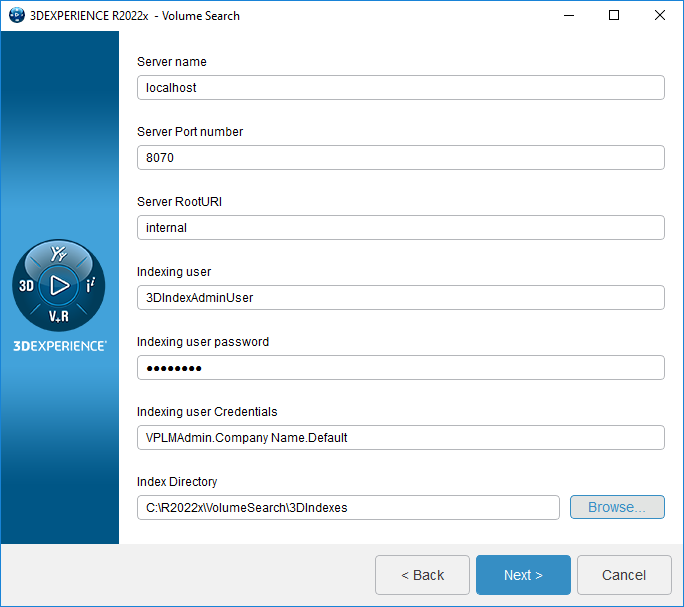 3DEXPERIENCE R2022x - Volume Search
Server name
localhost
Server Port number
8070
Server RootURI
internal
Indexing user
3DIndexAdminUser
Indexing user password
●●●●●●●●
Indexing user Credentials
VPLMAdmin.Company Name.Default
Index Directory
C:\R2022x\VolumeSearch\3DIndexes
Browse...
3D
i²
V+R
3DEXPERIENCE
< Back
Next >
Cancel